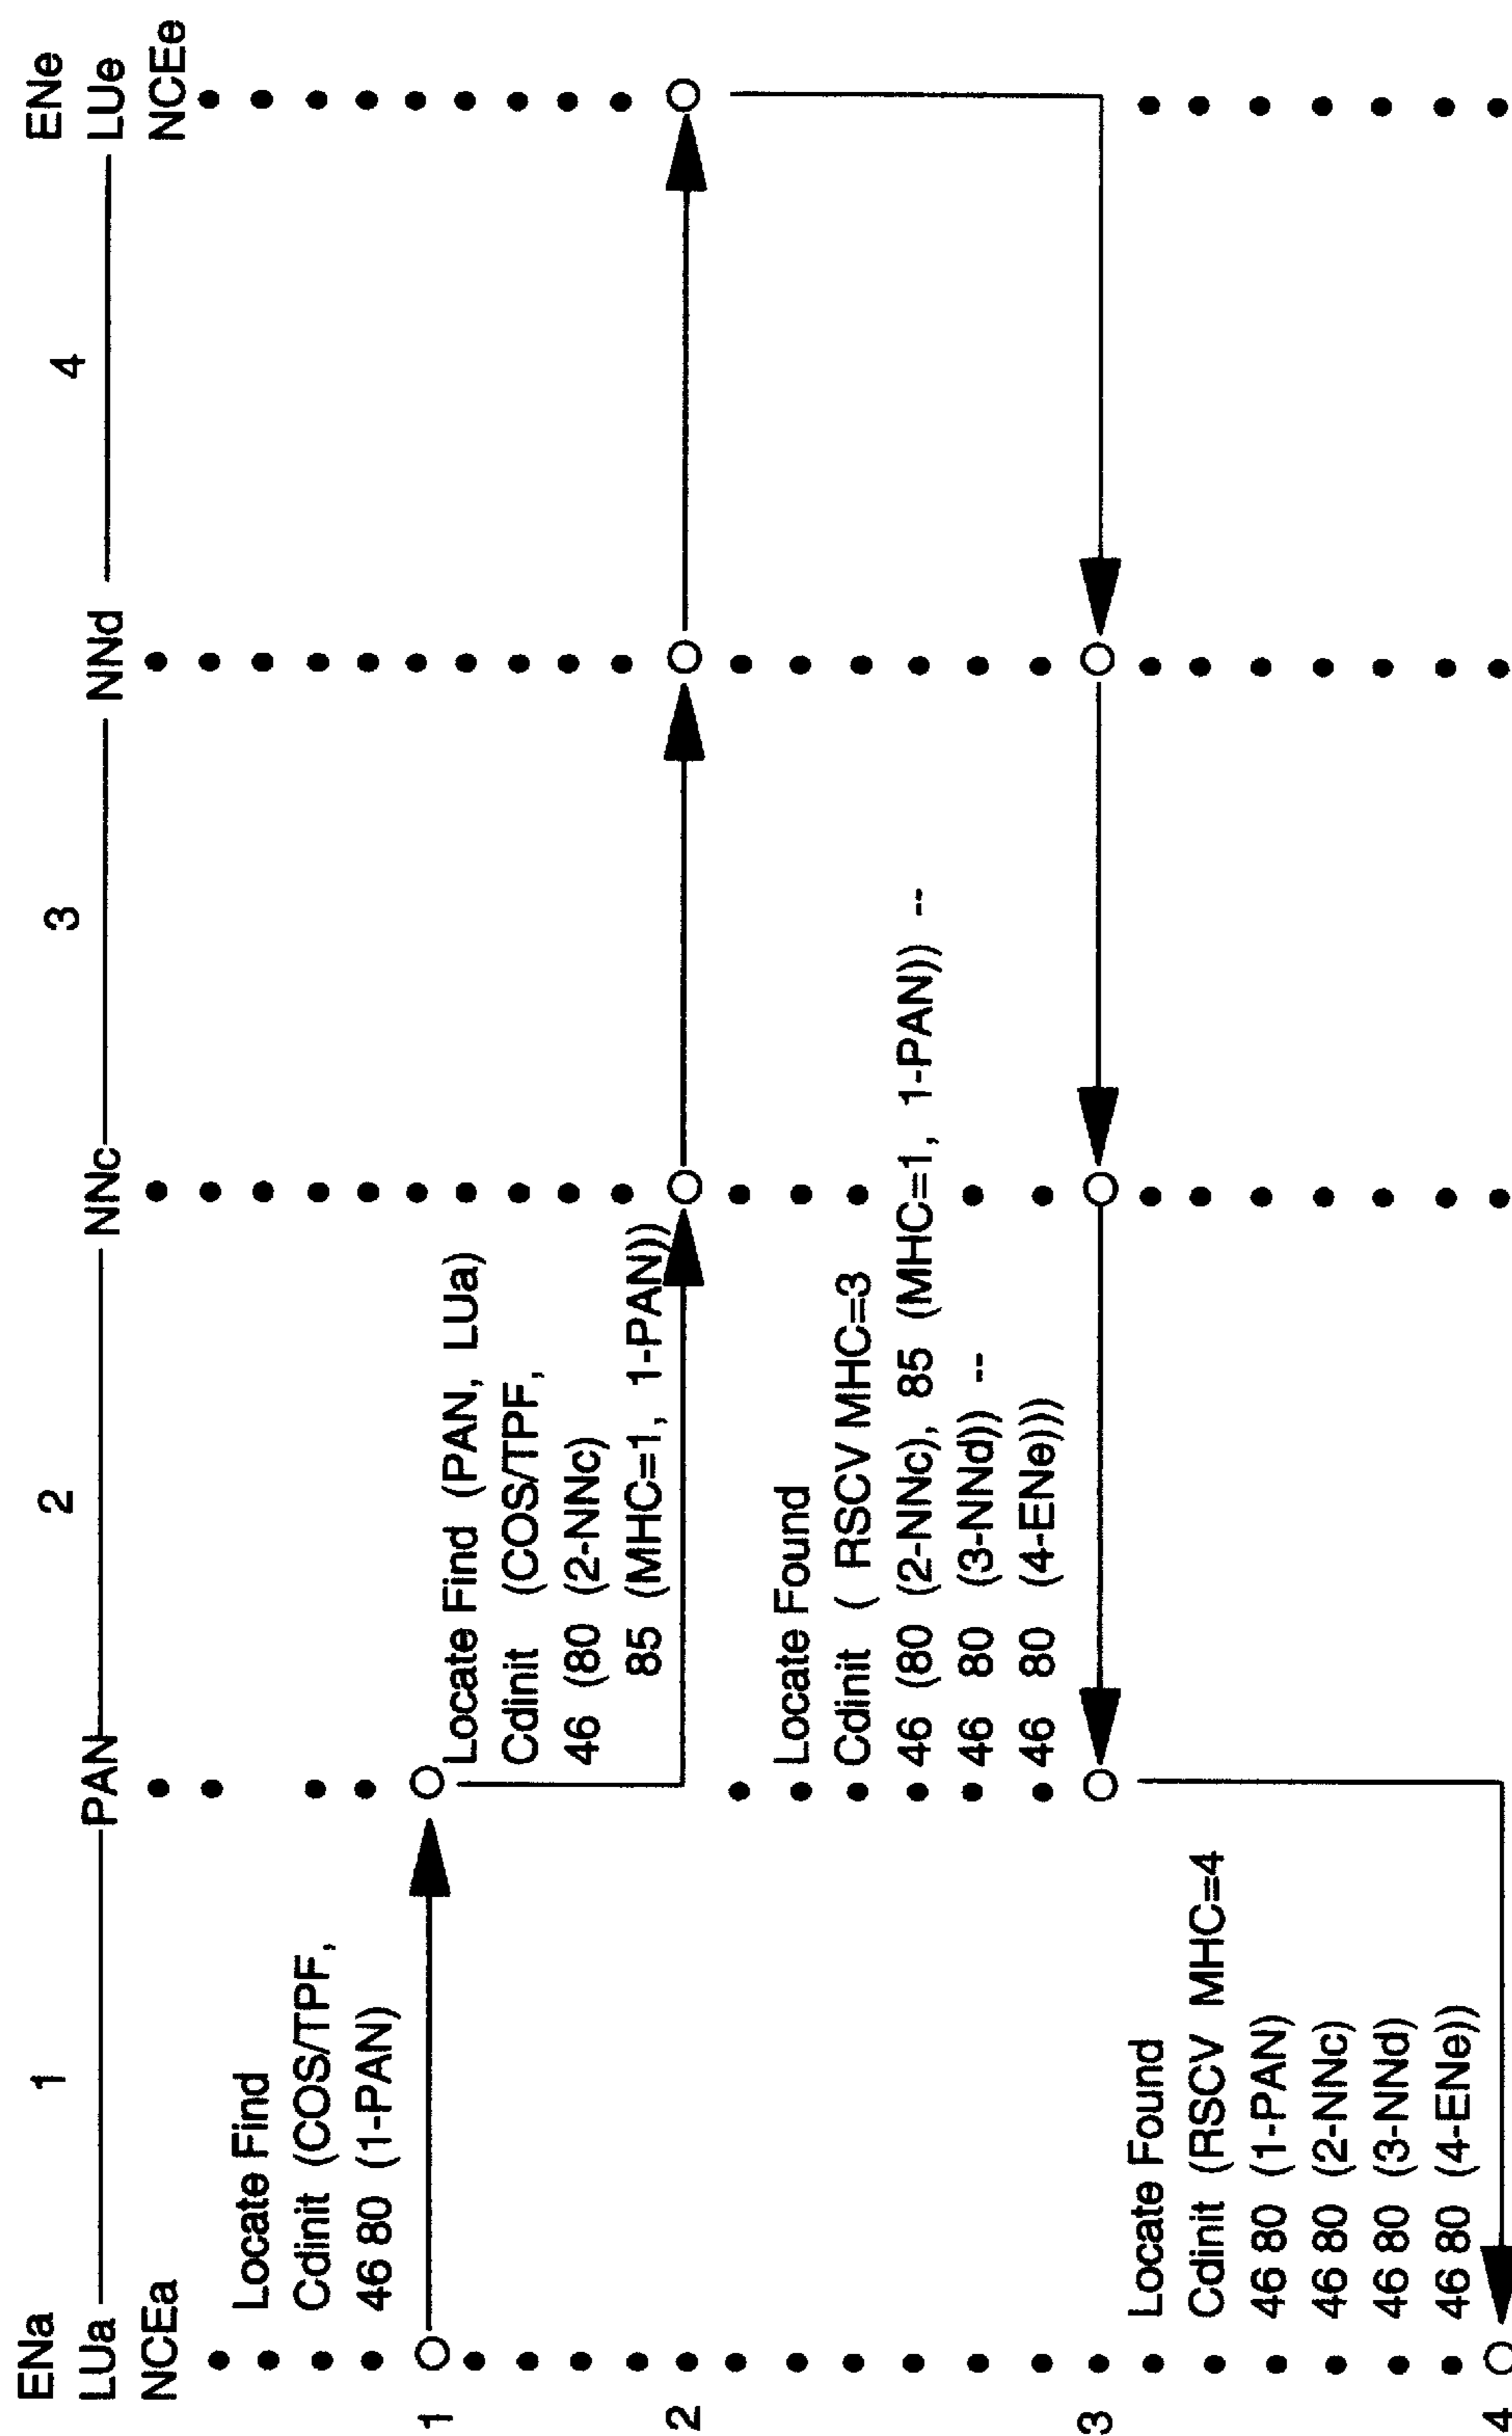 ENa
LUa
NCEa
1
PAN
2
NNc
3
NNd
4
ENe
LUe
NCEe
1
Locate Find
Cdinit (COS/TPF,
46 80 (1-PAN)
2
Locate Find (PAN, LUa)
Cdinit (COS/TPF,
46 (80 (2-NNc)
85 (MHC=1, 1-PAN))
3
Locate Found
Cdinit ( RSCV MHC=3
46 (80 (2-NNc), 85 (MHC=1, 1-PAN)) --
46 80 (3-NNd)) --
46 80 (4-ENe)))
4
Locate Found
Cdinit (RSCV MHC=4
46 80 (1-PAN)
46 80 (2-NNc)
46 80 (3-NNd)
46 80 (4-ENe))